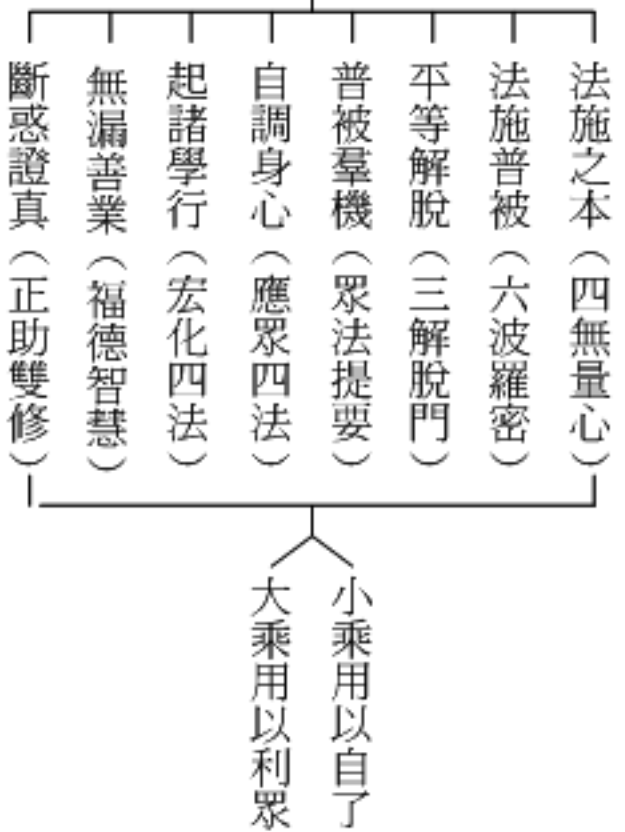 法施之本（四無量心）
法施普被（六波羅密）
平等解脫（三解脫門）
普被羣機（眾法提要）
自調身心（應眾四法）
起諸學行（宏化四法）
無漏善業（福德智慧）
斷惑證真（正助雙修）
小乘用以自了
大乘用以利眾